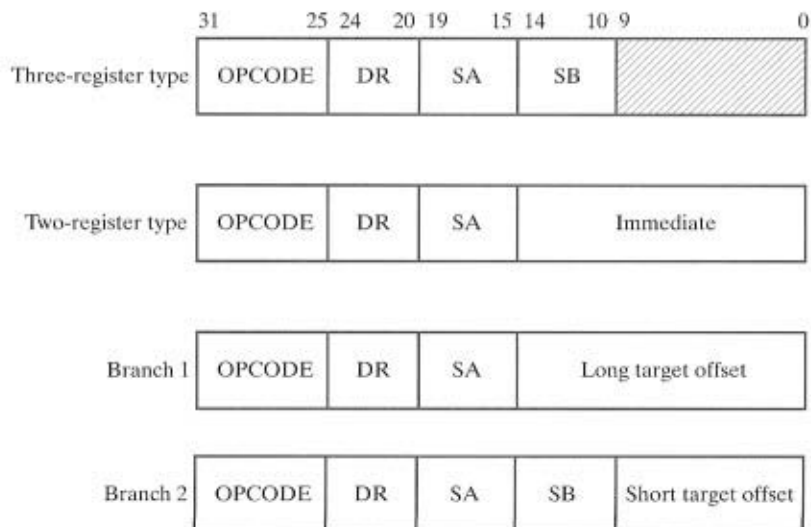 31 25 24 20 19 15 14 10 9 0
Three-register type OPCODE DR SA SB
Two-register type OPCODE DR SA Immediate
Branch 1 OPCODE DR SA Long target offset
Branch 2 OPCODE DR SA SB Short target offset